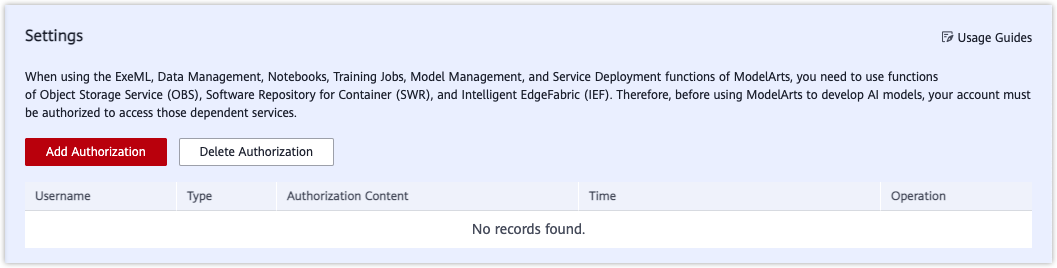 Settings
Usage Guides
When using the ExeML, Data Management, Notebooks, Training Jobs, Model Management, and Service Deployment functions of ModelArts, you need to use functions
of Object Storage Service (OBS), Software Repository for Container (SWR), and Intelligent EdgeFabric (IEF). Therefore, before using ModelArts to develop AI models, your account must
be authorized to access those dependent services.
Add Authorization Delete Authorization
Username Type Authorization Content Time Operation
No records found.